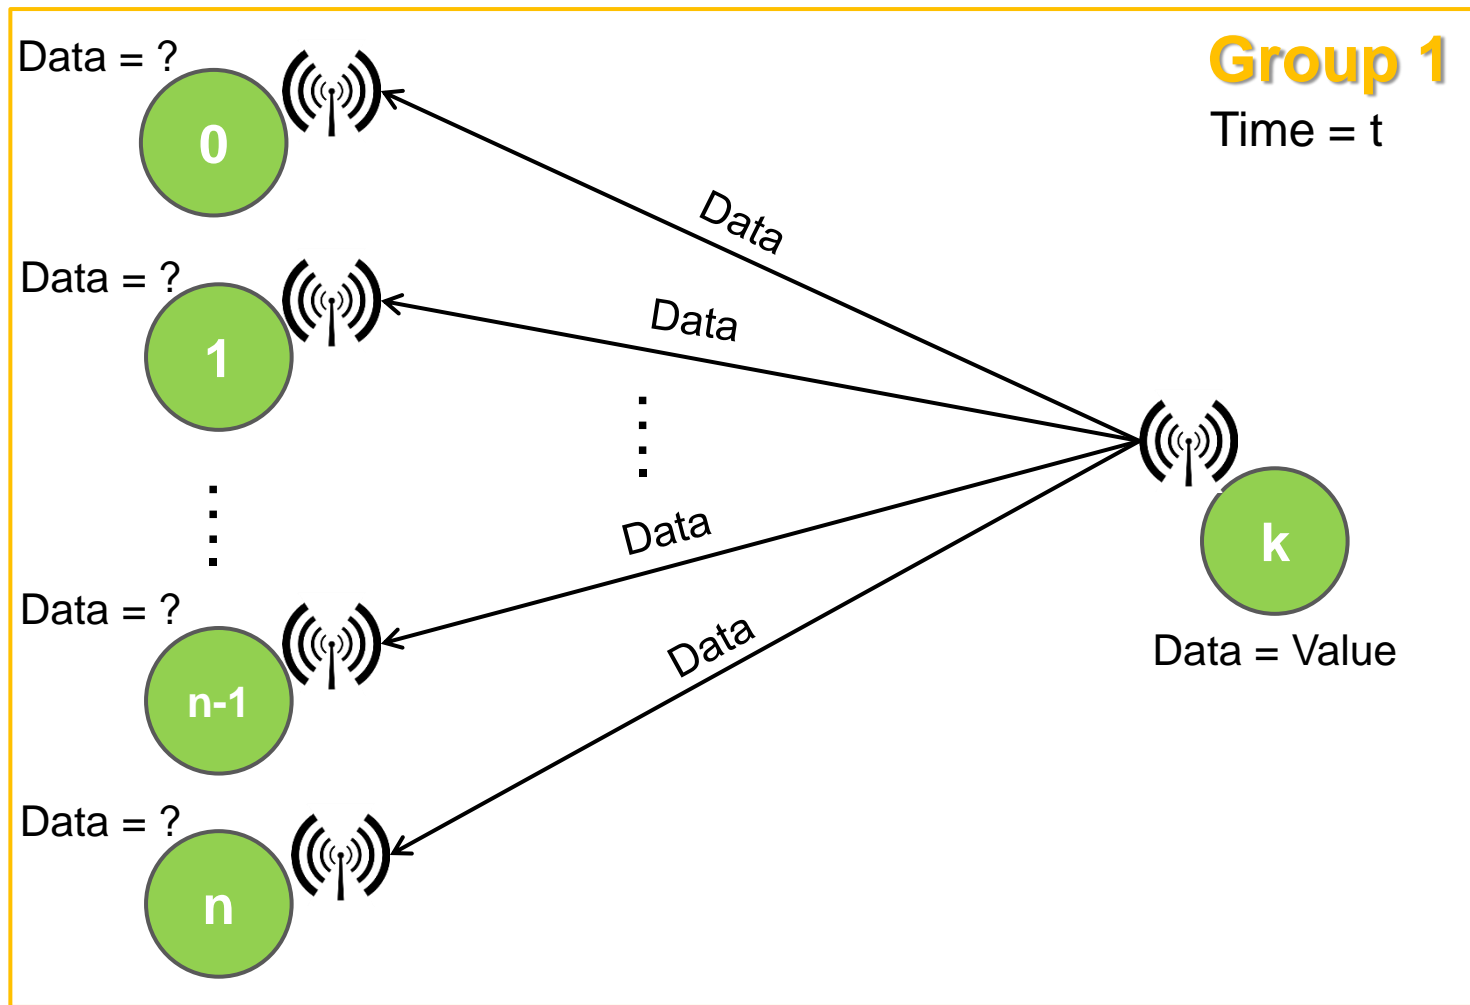 Data = ?
Group 1
Time = t
0
Data
Data = ?
1
Data
Data
k
Data = ?
n-1
Data
Data = Value
Data = ?
n